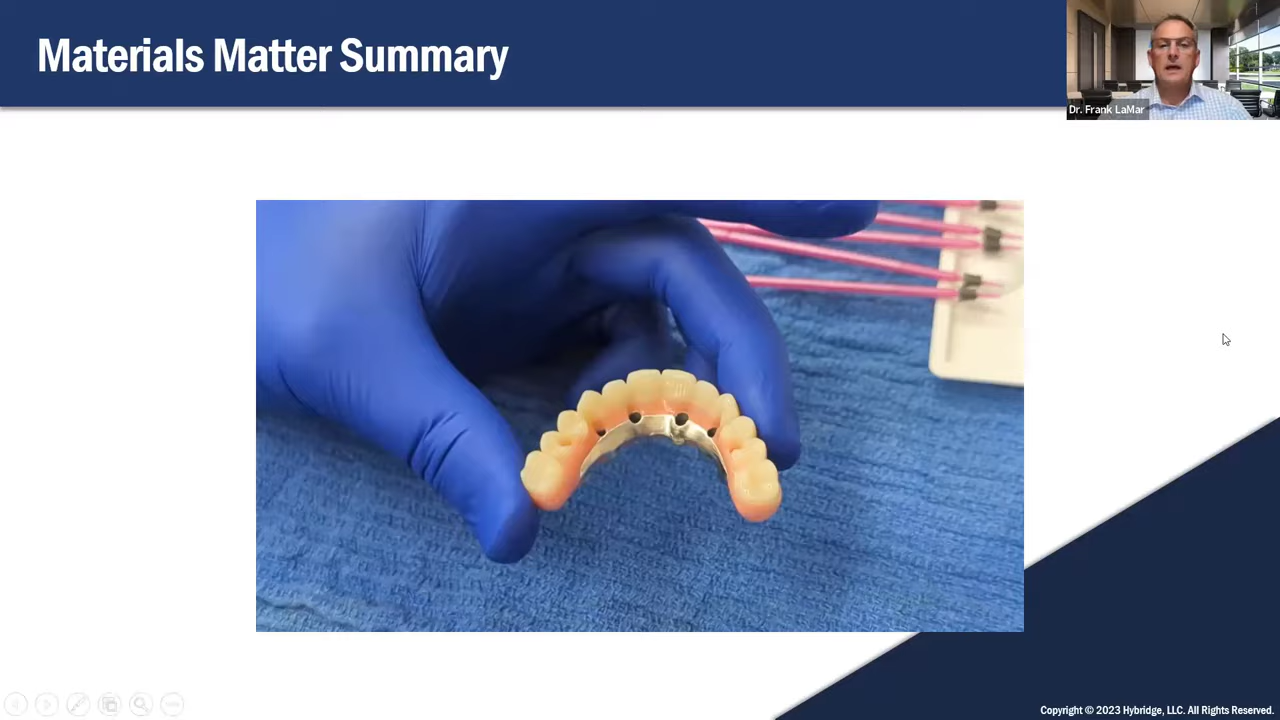 Materials Matter Summary
Dr. Frank LaMar
Copyright © 2023 Hybridge, LLC. All Rights Reserved.